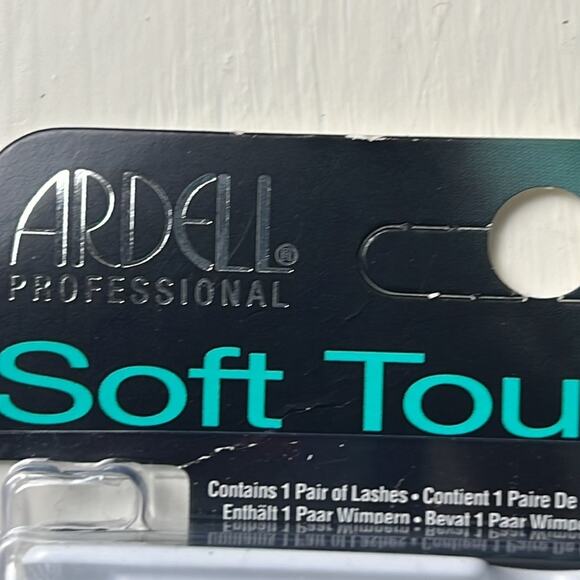 ARDELL®
PROFESSIONAL
Soft Tou
Contains 1 Pair of Lashes • Contient 1 Paire De
Enthält 1 Paar Wimpern • Bevat 1 Paar Wimpe